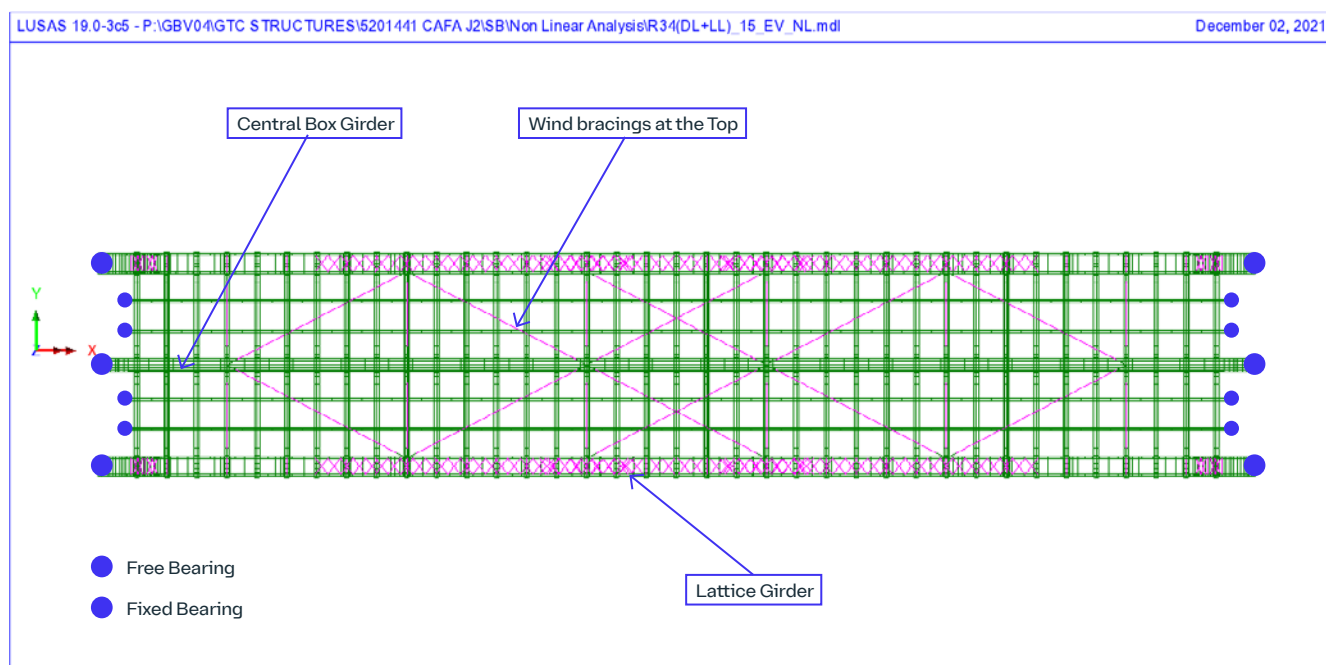 LUSAS 19.0-3c5 - P:\GBV04\GTC STRUCTURES\5201441 CAFA J2\SB\Non Linear Analysis\R34(DL+LL)_15_EV_NL.mdl
December 02, 2021
Central Box Girder
Wind bracings at the Top
Y
X
Free Bearing
Fixed Bearing
Lattice Girder